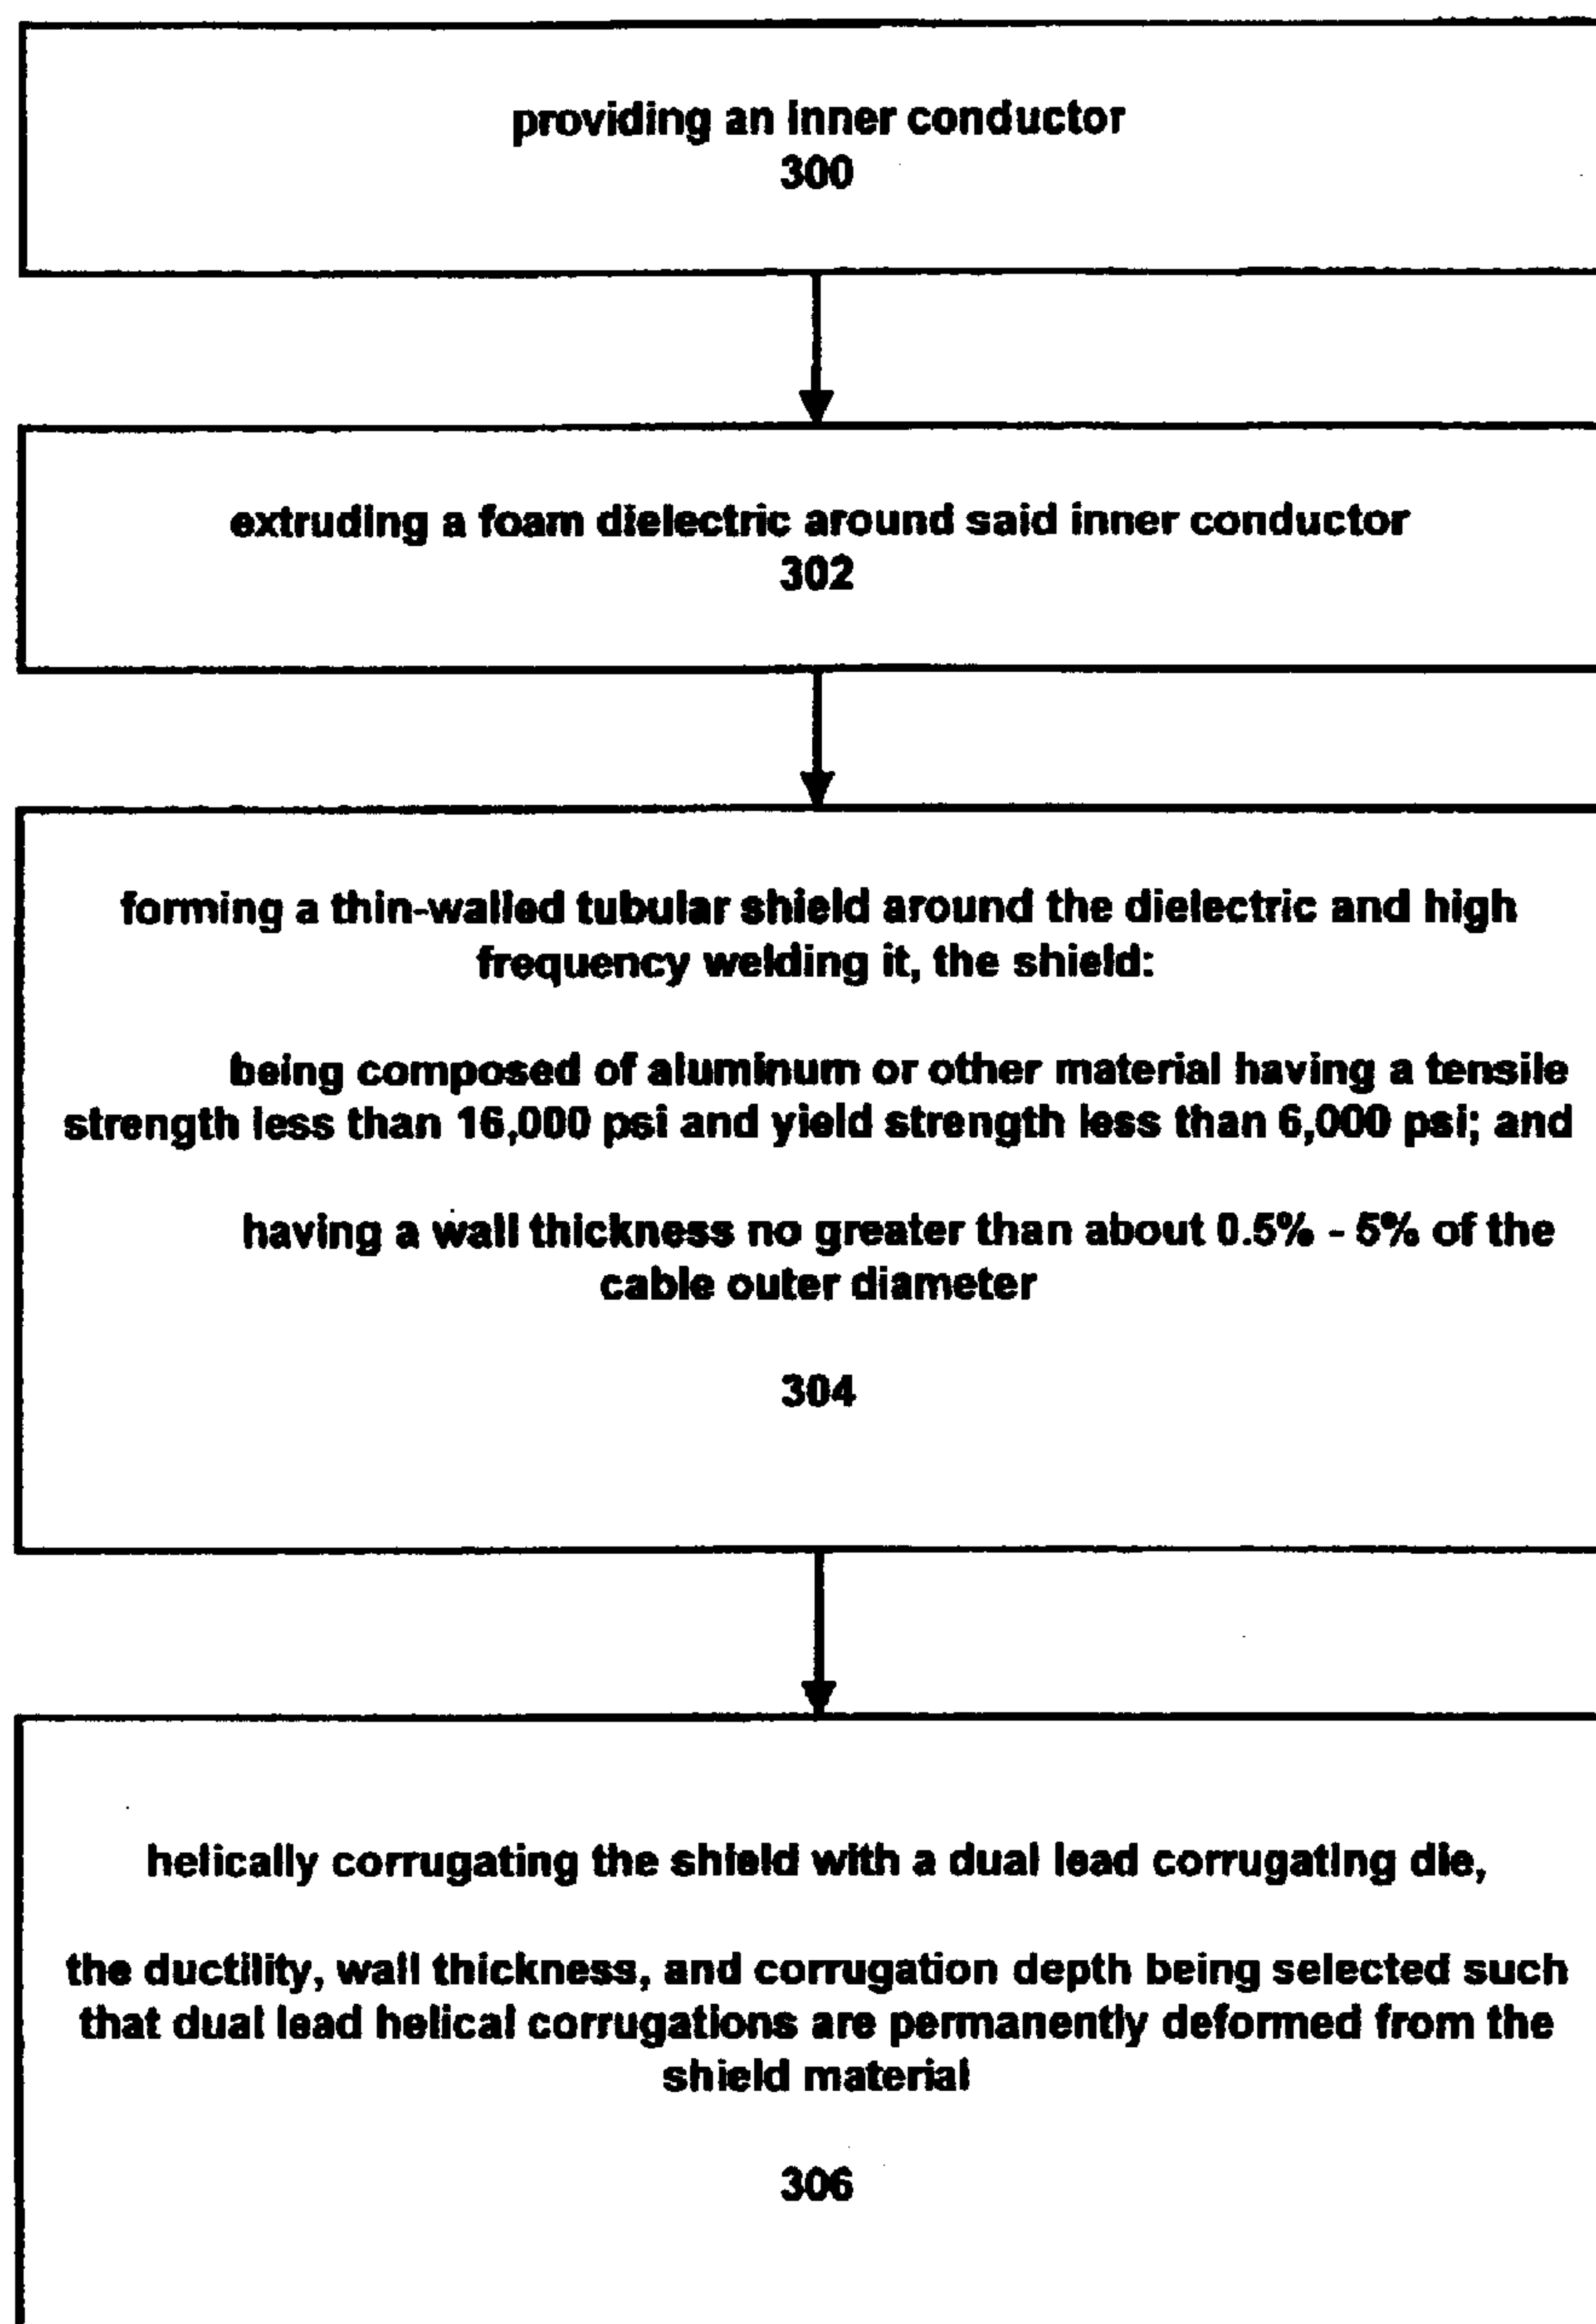 providing an inner conductor
300
extruding a foam dielectric around said inner conductor
302
forming a thin-walled tubular shield around the dielectric and high
frequency welding it, the shield:
being composed of aluminum or other material having a tensile
strength less than 16,000 psi and yield strength less than 6,000 psi; and
having a wall thickness no greater than about 0.5% - 5% of the
cable outer diameter
304
helically corrugating the shield with a dual lead corrugating die,
the ductility, wall thickness, and corrugation depth being selected such
that dual lead helical corrugations are permanently deformed from the
shield material
306